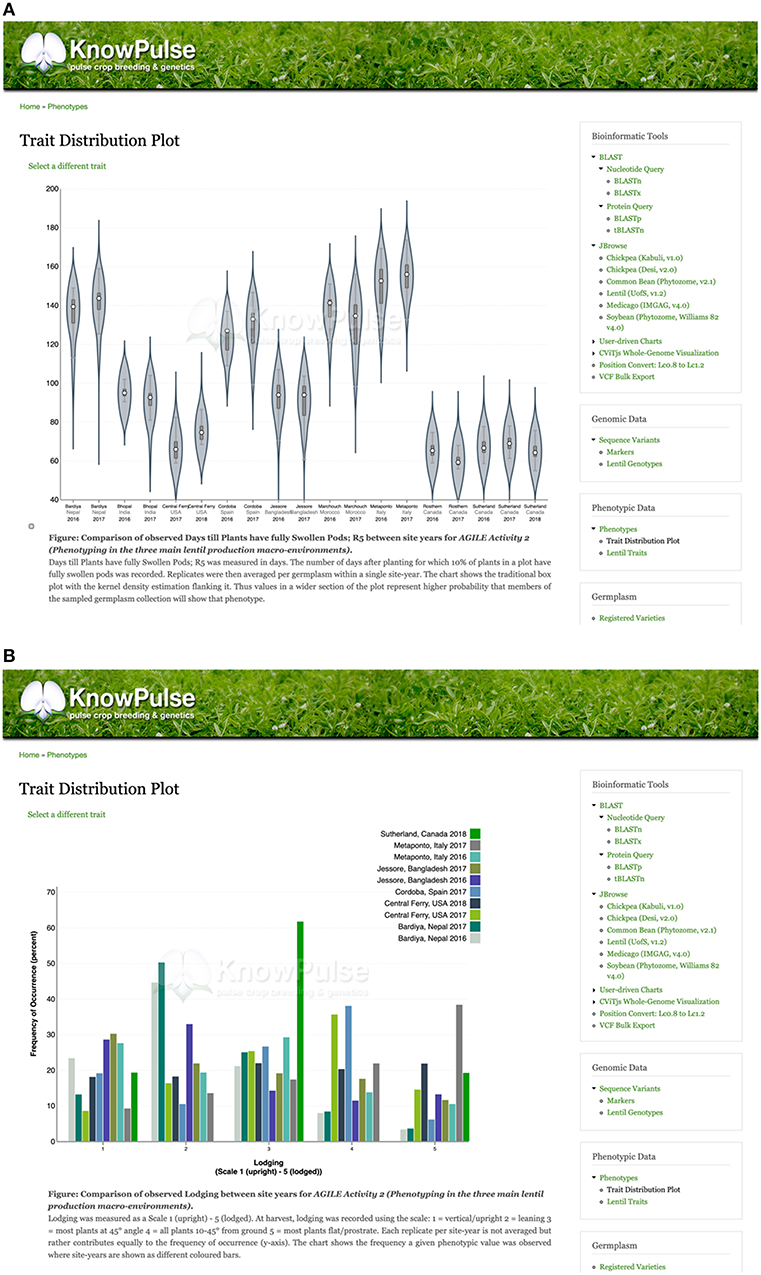 A
KnowPulse
pulse crop breeding & genetics
Home » Phenotypes
Trait Distribution Plot
Select a different trait
200
180
160
140
120
100
80
60
40
KnowPulse
pulse crop breeding & genetics
Bardiya Bardiya Bhopal Bhopal Central Ferry Central Ferry Cordoba Cordoba Jessore Jessore Marchouch Marchouch Metaponto Metaponto Rosthern Rosthern Sutherland Sutherland Sutherland
Nepal Nepal India India USA USA Spain Spain Bangladesh Bangladesh Morocco Morocco Italy Italy Canada Canada Canada Canada Canada
2016 2017 2016 2017 2017 2018 2016 2017 2016 2017 2016 2017 2016 2017 2016 2017 2016 2017 2018
Figure: Comparison of observed Days till Plants have fully Swollen Pods; R5 between site years for AGILE Activity 2
(Phenotyping in the three main lentil production macro-environments).
Days till Plants have fully Swollen Pods; R5 was measured in days. The number of days after planting for which 10% of plants in a plot have
fully swollen pods was recorded. Replicates were then averaged per germplasm within a single site-year. The chart shows the traditional box
plot with the kernel density estimation flanking it. Thus values in a wider section of the plot represent higher probability that members of
the sampled germplasm collection will show that phenotype.
Bioinformatic Tools
BLAST
Nucleotide Query
BLASTn
BLASTx
Protein Query
BLASTp
tBLASTn
JBrowse
Chickpea (Kabuli, v1.0)
Chickpea (Desi, v2.0)
Common Bean (Phytozome, v2.1)
Lentil (UofS, v1.2)
Medicago (IMGAG, v4.0)
Soybean (Phytozome, Williams 82
v4.0)
User-driven Charts
CViTjs Whole-Genome Visualization
Position Convert: Lc0.8 to Lc1.2
VCF Bulk Export
Genomic Data
Sequence Variants
Markers
Lentil Genotypes
Phenotypic Data
Phenotypes
Trait Distribution Plot
Lentil Traits
Germplasm
Registered Varieties
B
KnowPulse
pulse crop breeding & genetics
Home » Phenotypes
Trait Distribution Plot
Select a different trait
Sutherland, Canada 2018
Metaponto, Italy 2017
Metaponto, Italy 2016
Jessore, Bangladesh 2017
Jessore, Bangladesh 2016
Cordoba, Spain 2017
Central Ferry, USA 2018
Central Ferry, USA 2017
Bardiya, Nepal 2017
Bardiya, Nepal 2016
Frequency of Occurrence (percent)
70
60
50
40
30
20
10
0
KnowPulse
pulse crop breeding & genetics
1 2 3 4 5
Lodging
(Scale 1 (upright) - 5 (lodged))
Figure: Comparison of observed Lodging between site years for AGILE Activity 2 (Phenotyping in the three main lentil
production macro-environments).
Lodging was measured as a Scale 1 (upright) - 5 (lodged). At harvest, lodging was recorded using the scale: 1 = vertical/upright 2 = leaning 3
= most plants at 45° angle 4 = all plants 10-45° from ground 5 = most plants flat/prostrate. Each replicate per site-year is not averaged but
rather contributes equally to the frequency of occurrence (y-axis). The chart shows the frequency a given phenotypic value was observed
where site-years are shown as different coloured bars.
Bioinformatic Tools
BLAST
Nucleotide Query
BLASTn
BLASTx
Protein Query
BLASTp
tBLASTn
JBrowse
Chickpea (Kabuli, v1.0)
Chickpea (Desi, v2.0)
Common Bean (Phytozome, v2.1)
Lentil (UofS, v1.2)
Medicago (IMGAG, v4.0)
Soybean (Phytozome, Williams 82
v4.0)
User-driven Charts
CViTjs Whole-Genome Visualization
Position Convert: Lc0.8 to Lc1.2
VCF Bulk Export
Genomic Data
Sequence Variants
Markers
Lentil Genotypes
Phenotypic Data
Phenotypes
Trait Distribution Plot
Lentil Traits
Germplasm
Registered Varieties